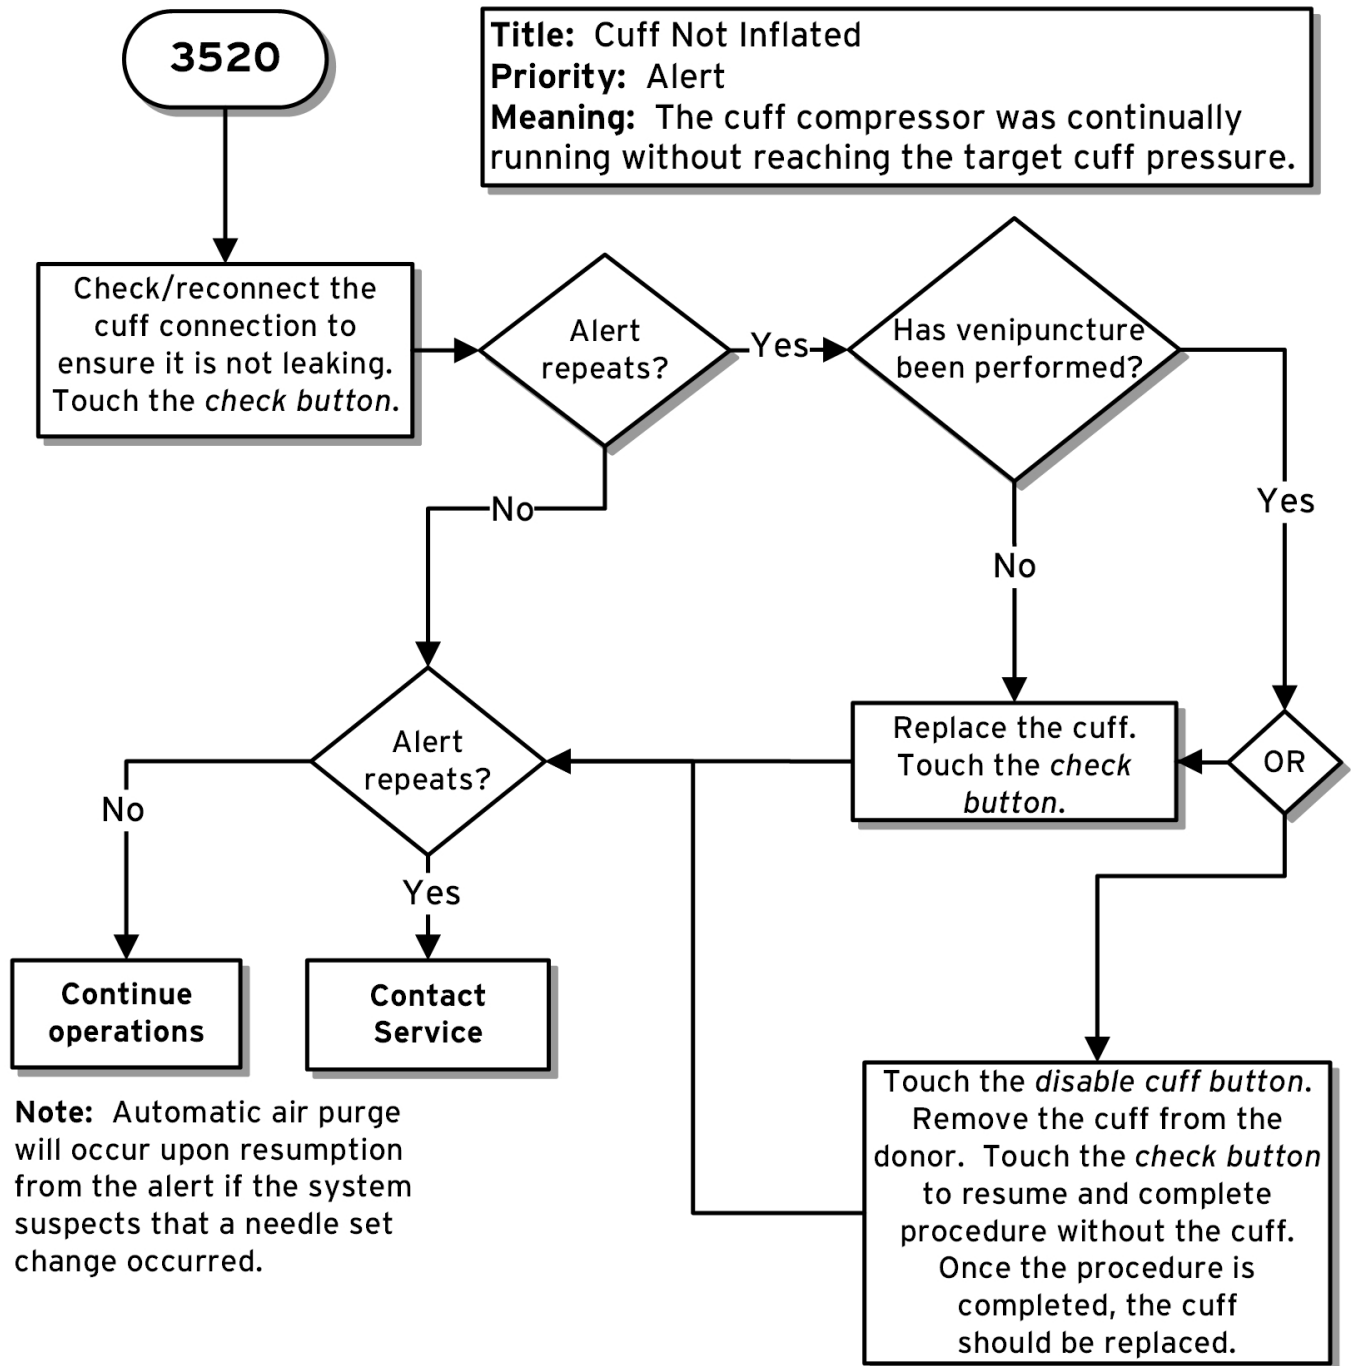 3520
Title: Cuff Not Inflated
Priority: Alert
Meaning: The cuff compressor was continually
running without reaching the target cuff pressure.
Check/reconnect the
cuff connection to
ensure it is not leaking.
Touch the check button.
Alert
repeats?
Yes
Has venipuncture
been performed?
No
Yes
No
Alert
repeats?
Replace the cuff.
Touch the check
button.
OR
No
Yes
Continue
operations
Contact
Service
Note: Automatic air purge
will occur upon resumption
from the alert if the system
suspects that a needle set
change occurred.
Touch the disable cuff button.
Remove the cuff from the
donor. Touch the check button
to resume and complete
procedure without the cuff.
Once the procedure is
completed, the cuff
should be replaced.